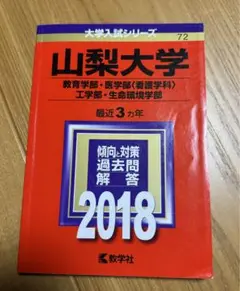 大学入試シリーズ
72
山梨大学
教育学部・医学部〈看護学科〉
工学部・生命環境学部
最近3カ年
傾向と対策
過去問
解答
2018
教学社